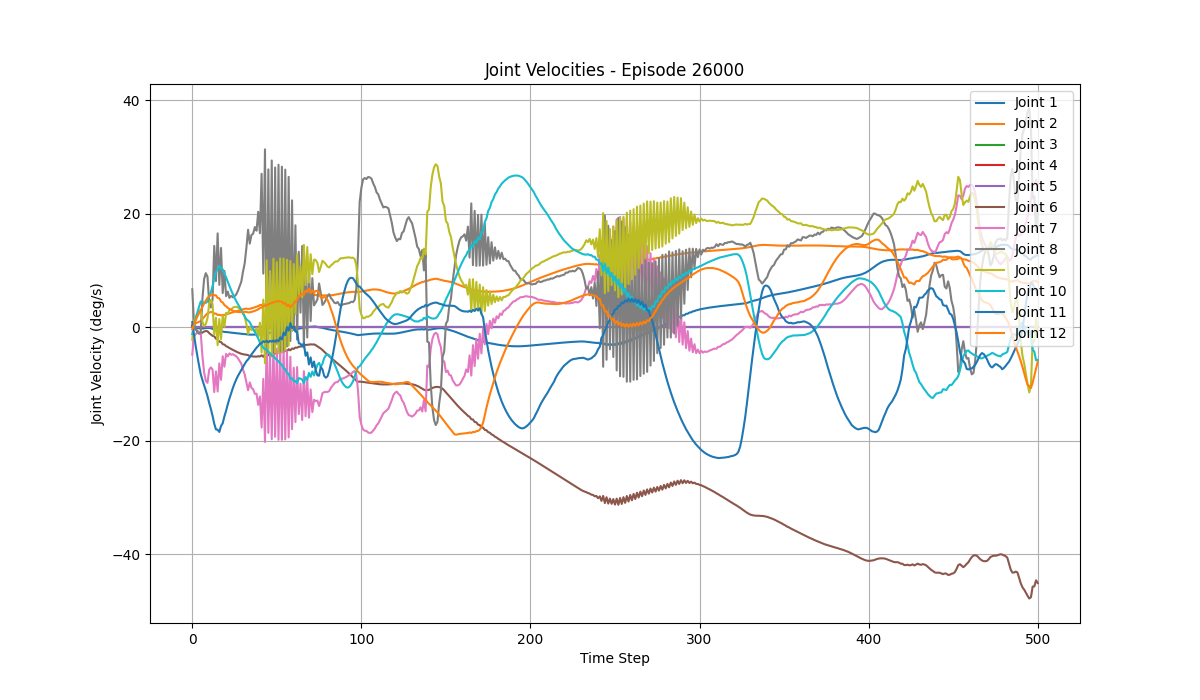 Joint Velocities - Episode 26000
Joint Velocity (deg/s)
40
20
0
−20
−40
0
100
200
300
400
500
Time Step
Joint 1
Joint 2
Joint 3
Joint 4
Joint 5
Joint 6
Joint 7
Joint 8
Joint 9
Joint 10
Joint 11
Joint 12